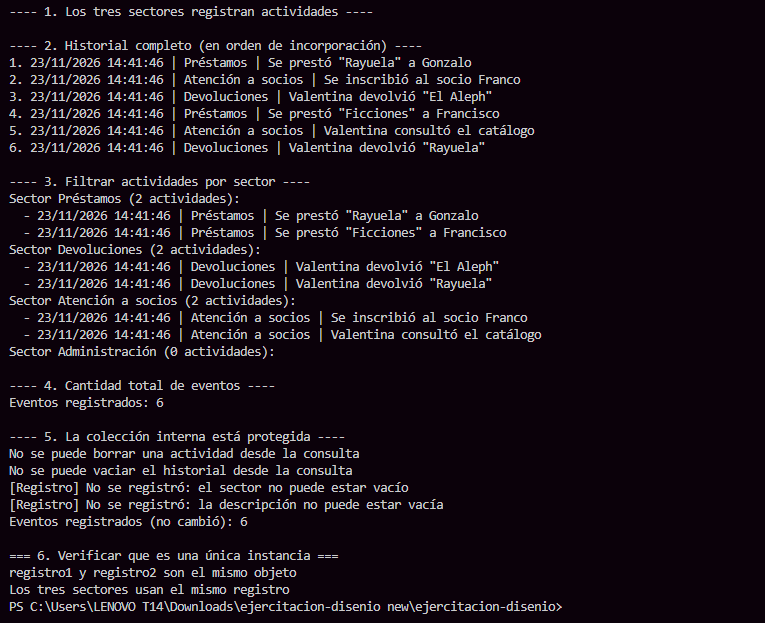 ---- 1. Los tres sectores registran actividades ----
---- 2. Historial completo (en orden de incorporación) ----
1. 23/11/2026 14:41:46 | Préstamos | Se prestó "Rayuela" a Gonzalo
2. 23/11/2026 14:41:46 | Atención a socios | Se inscribió al socio Franco
3. 23/11/2026 14:41:46 | Devoluciones | Valentina devolvió "El Aleph"
4. 23/11/2026 14:41:46 | Préstamos | Se prestó "Ficciones" a Francisco
5. 23/11/2026 14:41:46 | Atención a socios | Valentina consultó el catálogo
6. 23/11/2026 14:41:46 | Devoluciones | Valentina devolvió "Rayuela"
---- 3. Filtrar actividades por sector ----
Sector Préstamos (2 actividades):
  - 23/11/2026 14:41:46 | Préstamos | Se prestó "Rayuela" a Gonzalo
  - 23/11/2026 14:41:46 | Préstamos | Se prestó "Ficciones" a Francisco
Sector Devoluciones (2 actividades):
  - 23/11/2026 14:41:46 | Devoluciones | Valentina devolvió "El Aleph"
  - 23/11/2026 14:41:46 | Devoluciones | Valentina devolvió "Rayuela"
Sector Atención a socios (2 actividades):
  - 23/11/2026 14:41:46 | Atención a socios | Se inscribió al socio Franco
  - 23/11/2026 14:41:46 | Atención a socios | Valentina consultó el catálogo
Sector Administración (0 actividades):
---- 4. Cantidad total de eventos ----
Eventos registrados: 6
---- 5. La colección interna está protegida ----
No se puede borrar una actividad desde la consulta
No se puede vaciar el historial desde la consulta
[Registro] No se registró: el sector no puede estar vacío
[Registro] No se registró: la descripción no puede estar vacía
Eventos registrados (no cambió): 6
=== 6. Verificar que es una única instancia ===
registro1 y registro2 son el mismo objeto
Los tres sectores usan el mismo registro
PS C:\Users\LENOVO T14\Downloads\ejercitacion-disenio new\ejercitacion-disenio>